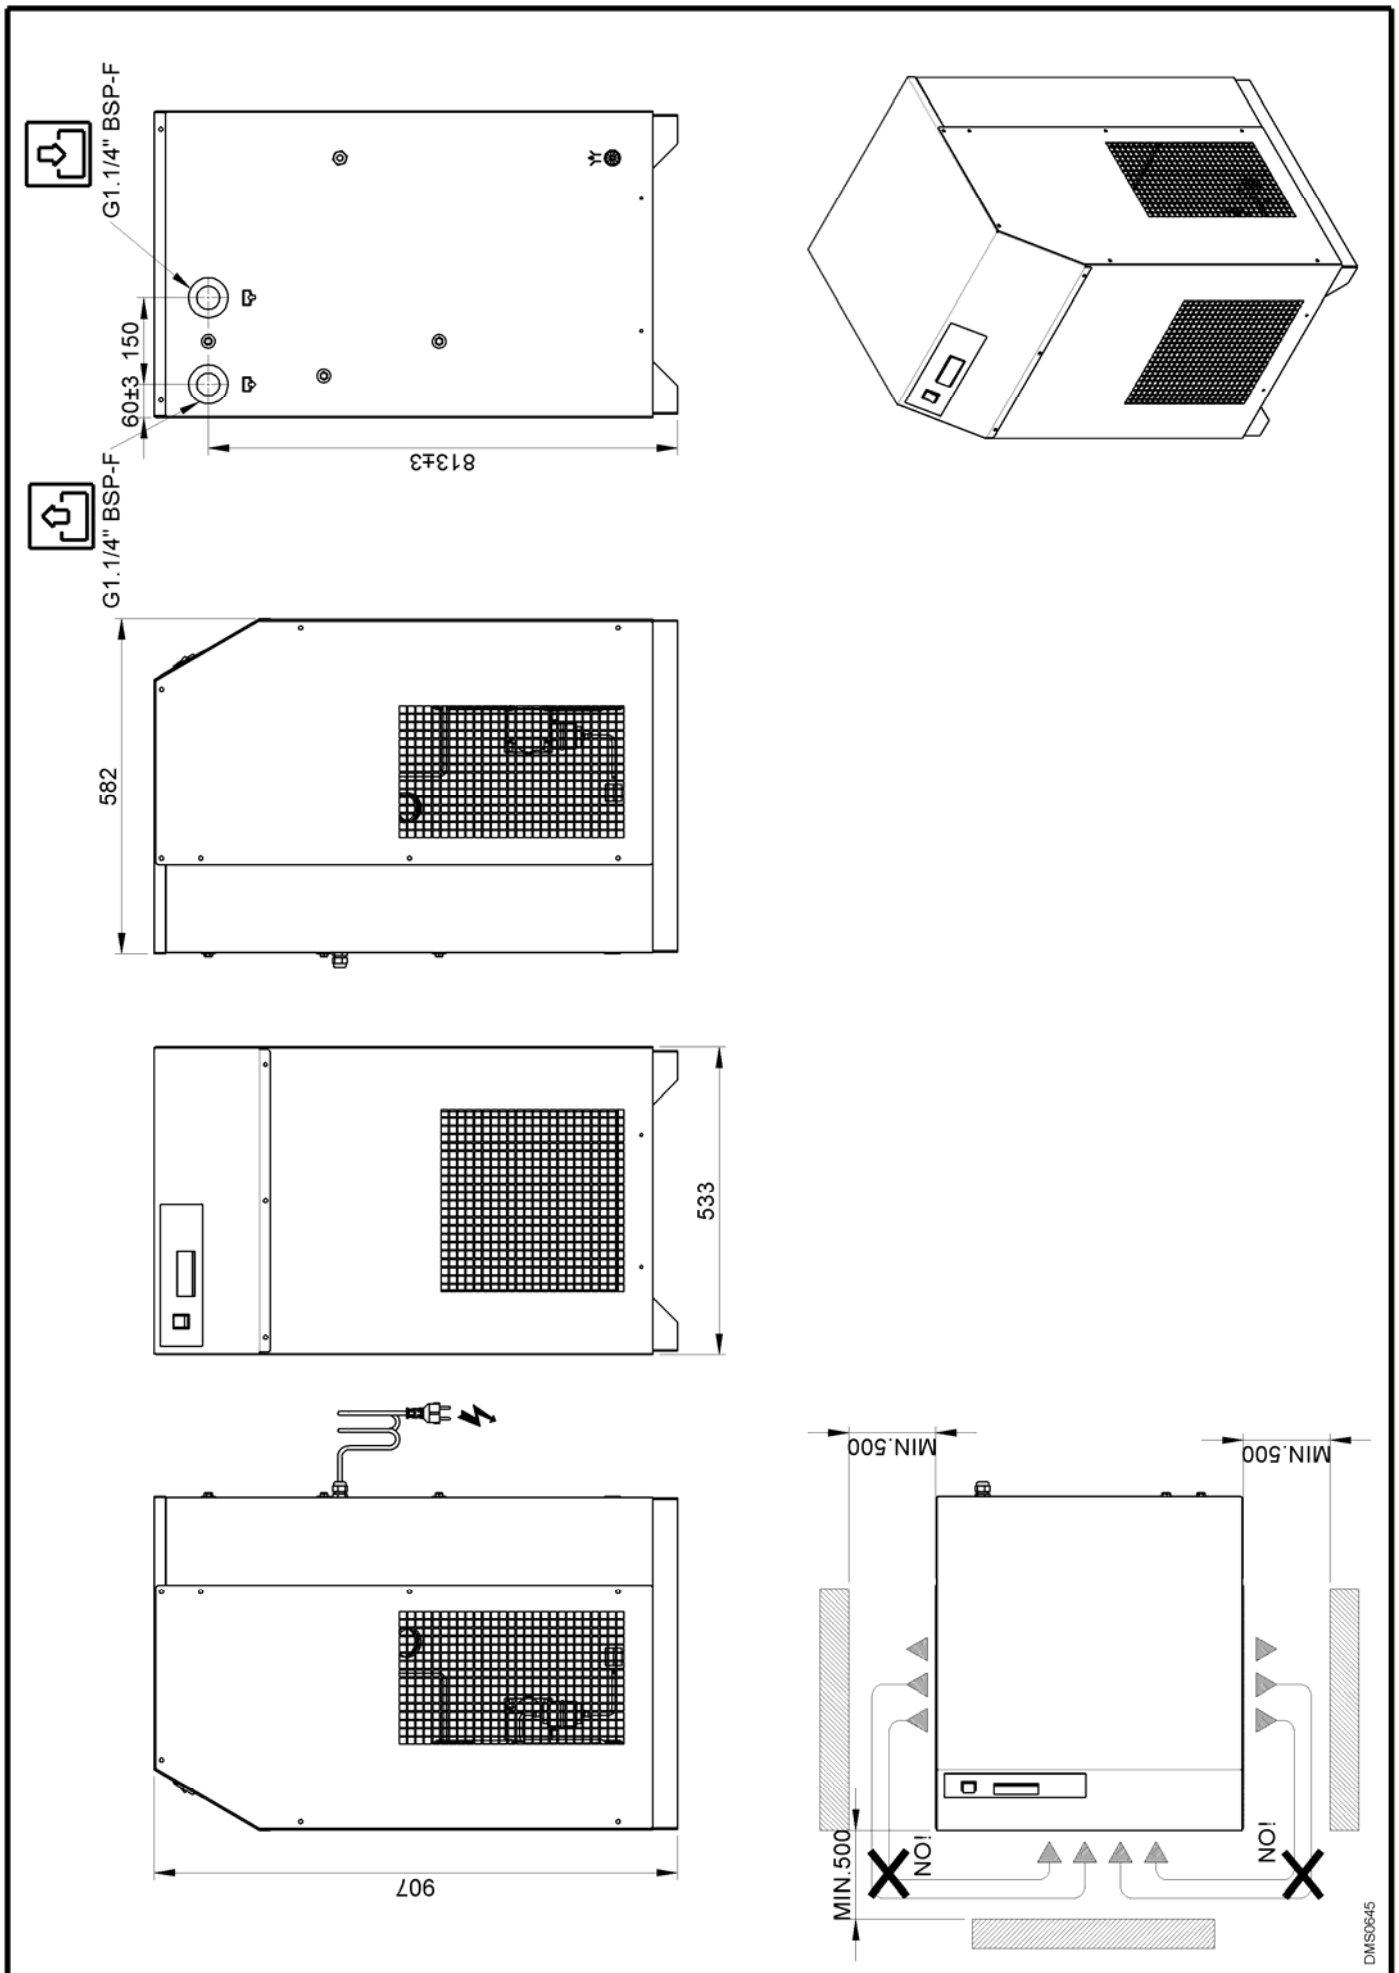 G1.1/4" BSP-F
150
60±3
G1.1/4" BSP-F
813±3
582
533
907
MIN.500
MIN.500
MIN.500
NO!
NO!
DMS0645